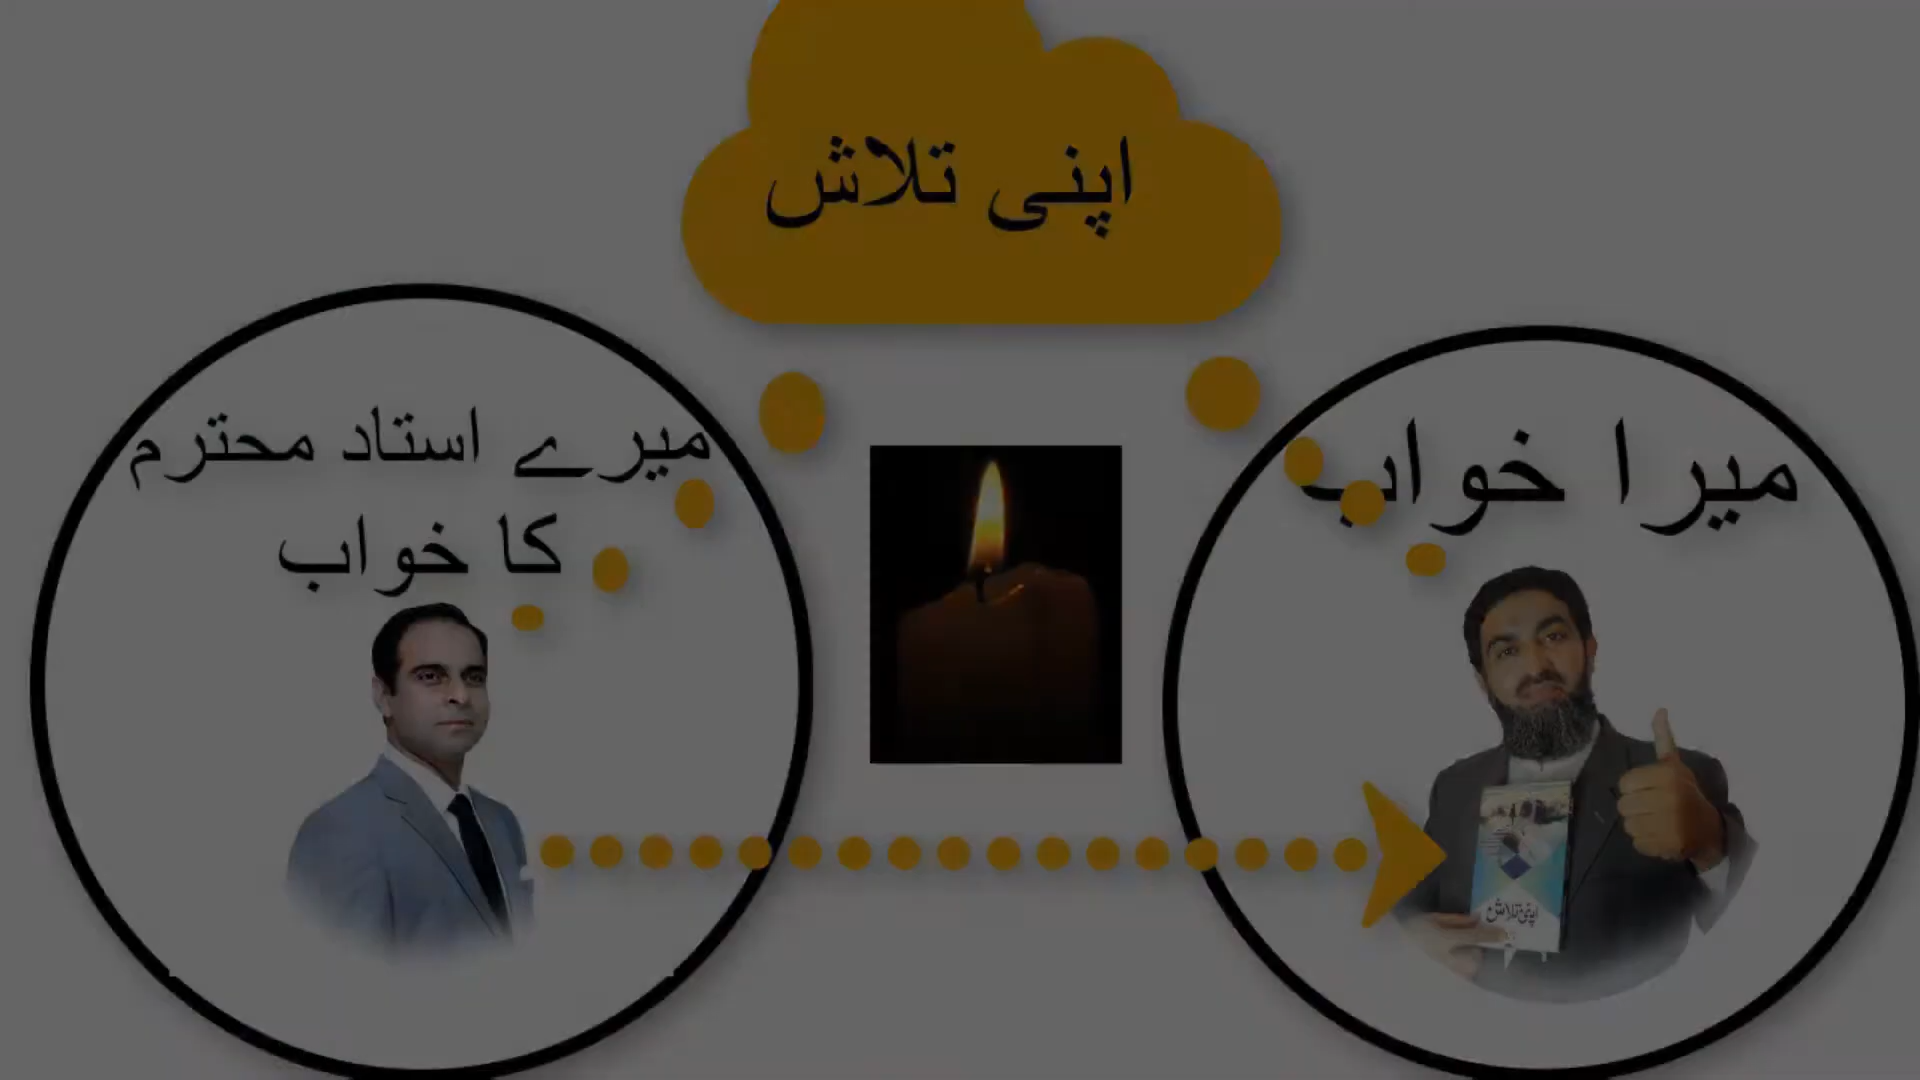 اپنی تلاش
میرے استاد محترم
کا خواب
میرا خواب
اپنی تلاش